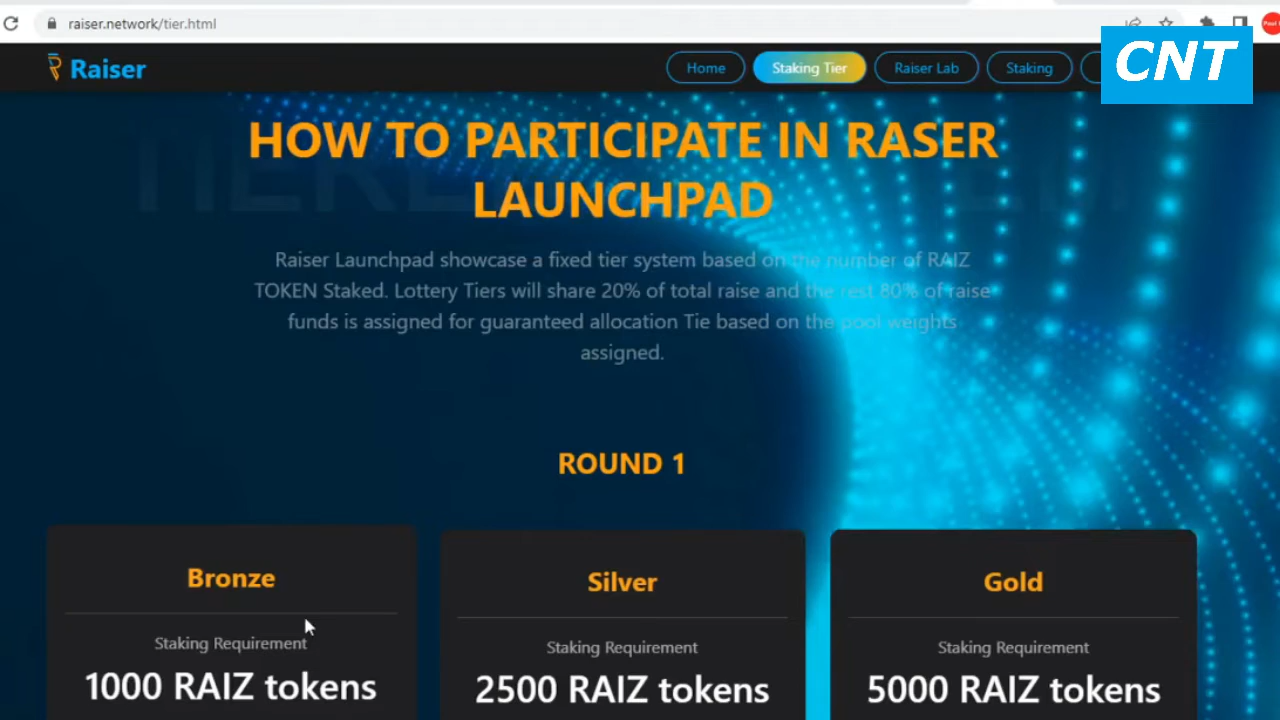 raiser.network/tier.html
CNT
Raiser
Home
Staking Tier
Raiser Lab
Staking
HOW TO PARTICIPATE IN RASER
LAUNCHPAD
Raiser Launchpad showcase a fixed tier system based on the number of RAIZ
TOKEN Staked. Lottery Tiers will share 20% of total raise and the rest 80% of raise
funds is assigned for guaranteed allocation Tie based on the pool weights
assigned.
ROUND 1
Bronze
Staking Requirement
1000 RAIZ tokens
Silver
Staking Requirement
2500 RAIZ tokens
Gold
Staking Requirement
5000 RAIZ tokens